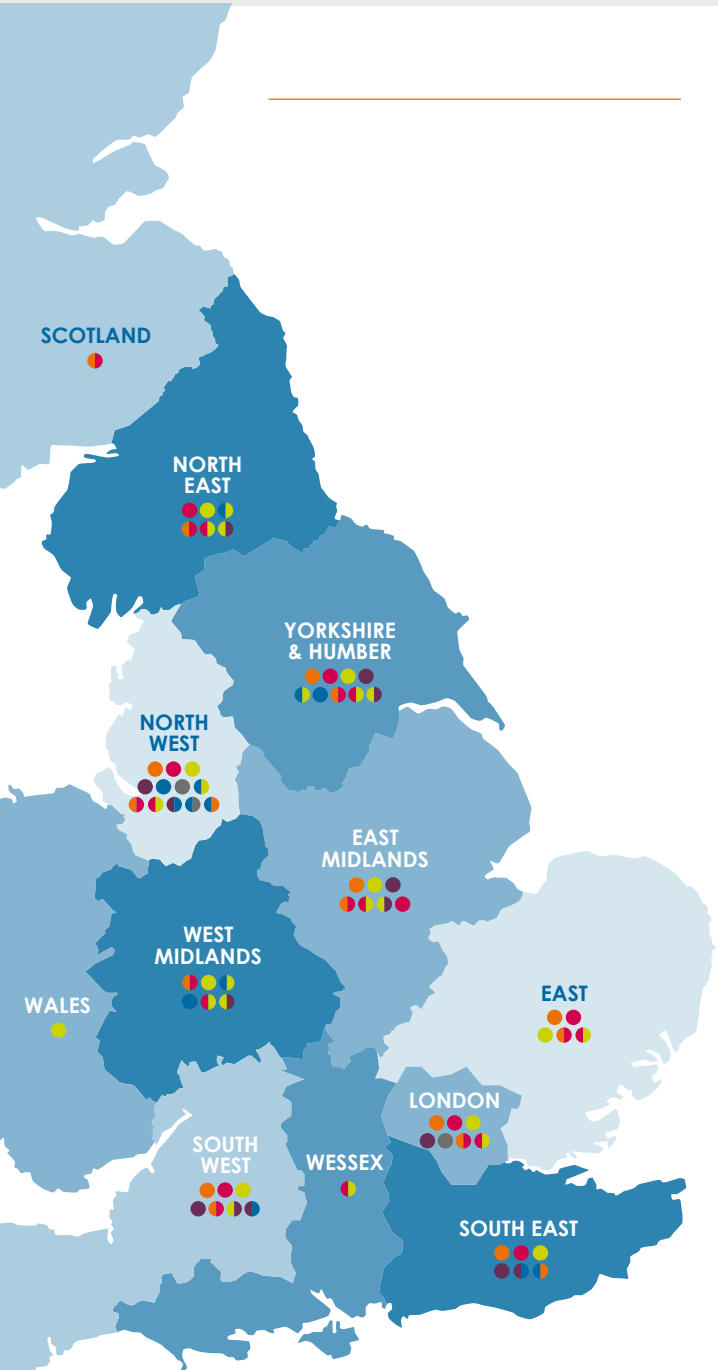 SCOTLAND
NORTH
EAST
YORKSHIRE
& HUMBER
NORTH
WEST
EAST
MIDLANDS
WEST
MIDLANDS
WALES
EAST
LONDON
SOUTH
WEST
WESSEX
SOUTH EAST